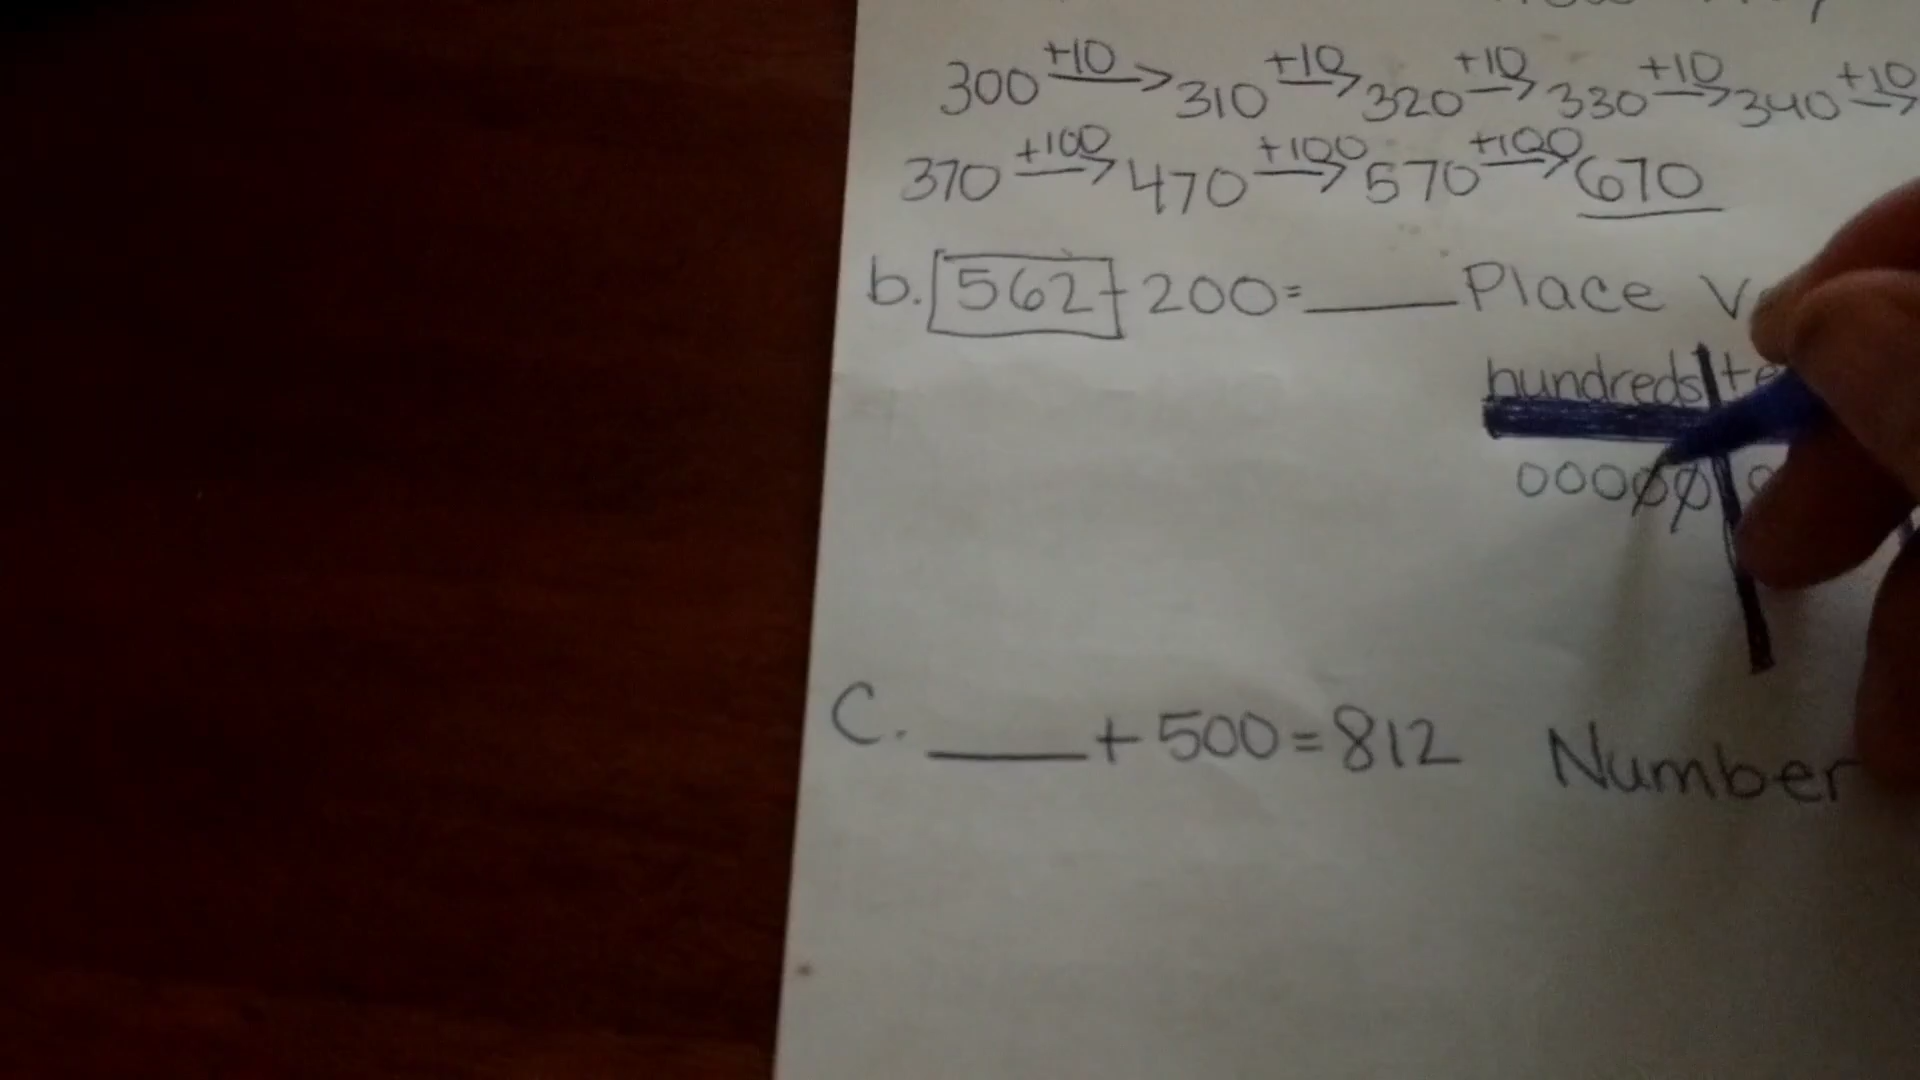 300 +10→ 310 +10→ 320 +10→ 330 +10→ 340 +10→
370 +100→ 470 +100→ 570 +100→ 670
b. 562 - 200 = ____ Place
hundreds
000ØØ
C. ____ + 500 = 812 Number